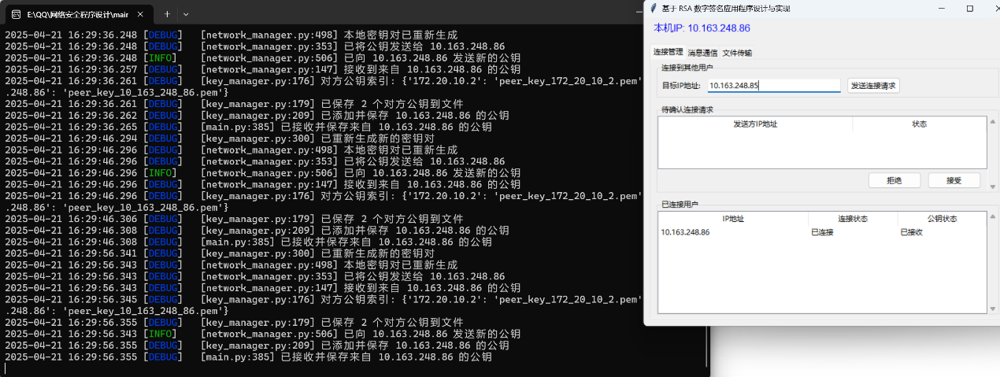 E:\QQ\网络安全程序设计\mair
2025-04-21 16:29:36.248 [DEBUG] [network_manager.py:498] 本地密钥对已重新生成
2025-04-21 16:29:36.248 [DEBUG] [network_manager.py:353] 已将公钥发送给 10.163.248.86
2025-04-21 16:29:36.248 [INFO] [network_manager.py:506] 已向 10.163.248.86 发送新的公钥
2025-04-21 16:29:36.257 [DEBUG] [network_manager.py:147] 接收到来自 10.163.248.86 的公钥
2025-04-21 16:29:36.261 [DEBUG] [key_manager.py:176] 对方公钥索引: {'172.20.10.2': 'peer_key_172_20_10_2.pem'
.248.86': 'peer_key_10_163_248_86.pem'}
2025-04-21 16:29:36.261 [DEBUG] [key_manager.py:179] 已保存 2 个对方公钥到文件
2025-04-21 16:29:36.262 [DEBUG] [key_manager.py:209] 已添加并保存 10.163.248.86 的公钥
2025-04-21 16:29:36.265 [DEBUG] [main.py:385] 已接收并保存来自 10.163.248.86 的公钥
2025-04-21 16:29:46.294 [DEBUG] [key_manager.py:300] 已重新生成新的密钥对
2025-04-21 16:29:46.296 [DEBUG] [network_manager.py:498] 本地密钥对已重新生成
2025-04-21 16:29:46.296 [DEBUG] [network_manager.py:353] 已将公钥发送给 10.163.248.86
2025-04-21 16:29:46.296 [INFO] [network_manager.py:506] 已向 10.163.248.86 发送新的公钥
2025-04-21 16:29:46.296 [DEBUG] [network_manager.py:147] 接收到来自 10.163.248.86 的公钥
2025-04-21 16:29:46.296 [DEBUG] [key_manager.py:176] 对方公钥索引: {'172.20.10.2': 'peer_key_172_20_10_2.pem'
.248.86': 'peer_key_10_163_248_86.pem'}
2025-04-21 16:29:46.306 [DEBUG] [key_manager.py:179] 已保存 2 个对方公钥到文件
2025-04-21 16:29:46.308 [DEBUG] [key_manager.py:209] 已添加并保存 10.163.248.86 的公钥
2025-04-21 16:29:46.308 [DEBUG] [main.py:385] 已接收并保存来自 10.163.248.86 的公钥
2025-04-21 16:29:56.341 [DEBUG] [key_manager.py:300] 已重新生成新的密钥对
2025-04-21 16:29:56.343 [DEBUG] [network_manager.py:498] 本地密钥对已重新生成
2025-04-21 16:29:56.343 [DEBUG] [network_manager.py:353] 已将公钥发送给 10.163.248.86
2025-04-21 16:29:56.343 [DEBUG] [network_manager.py:147] 接收到来自 10.163.248.86 的公钥
2025-04-21 16:29:56.345 [DEBUG] [key_manager.py:176] 对方公钥索引: {'172.20.10.2': 'peer_key_172_20_10_2.pem'
.248.86': 'peer_key_10_163_248_86.pem'}
2025-04-21 16:29:56.355 [DEBUG] [key_manager.py:179] 已保存 2 个对方公钥到文件
2025-04-21 16:29:56.343 [INFO] [network_manager.py:506] 已向 10.163.248.86 发送新的公钥
2025-04-21 16:29:56.355 [DEBUG] [key_manager.py:209] 已添加并保存 10.163.248.86 的公钥
2025-04-21 16:29:56.355 [DEBUG] [main.py:385] 已接收并保存来自 10.163.248.86 的公钥
基于 RSA 数字签名应用程序设计与实现
本机IP: 10.163.248.86
连接管理 消息通信 文件传输
连接到其他用户
目标IP地址: 10.163.248.85 发送连接请求
待确认连接请求
发送方IP地址 状态
拒绝 接受
已连接用户
IP地址 连接状态 公钥状态
10.163.248.86 已连接 已接收